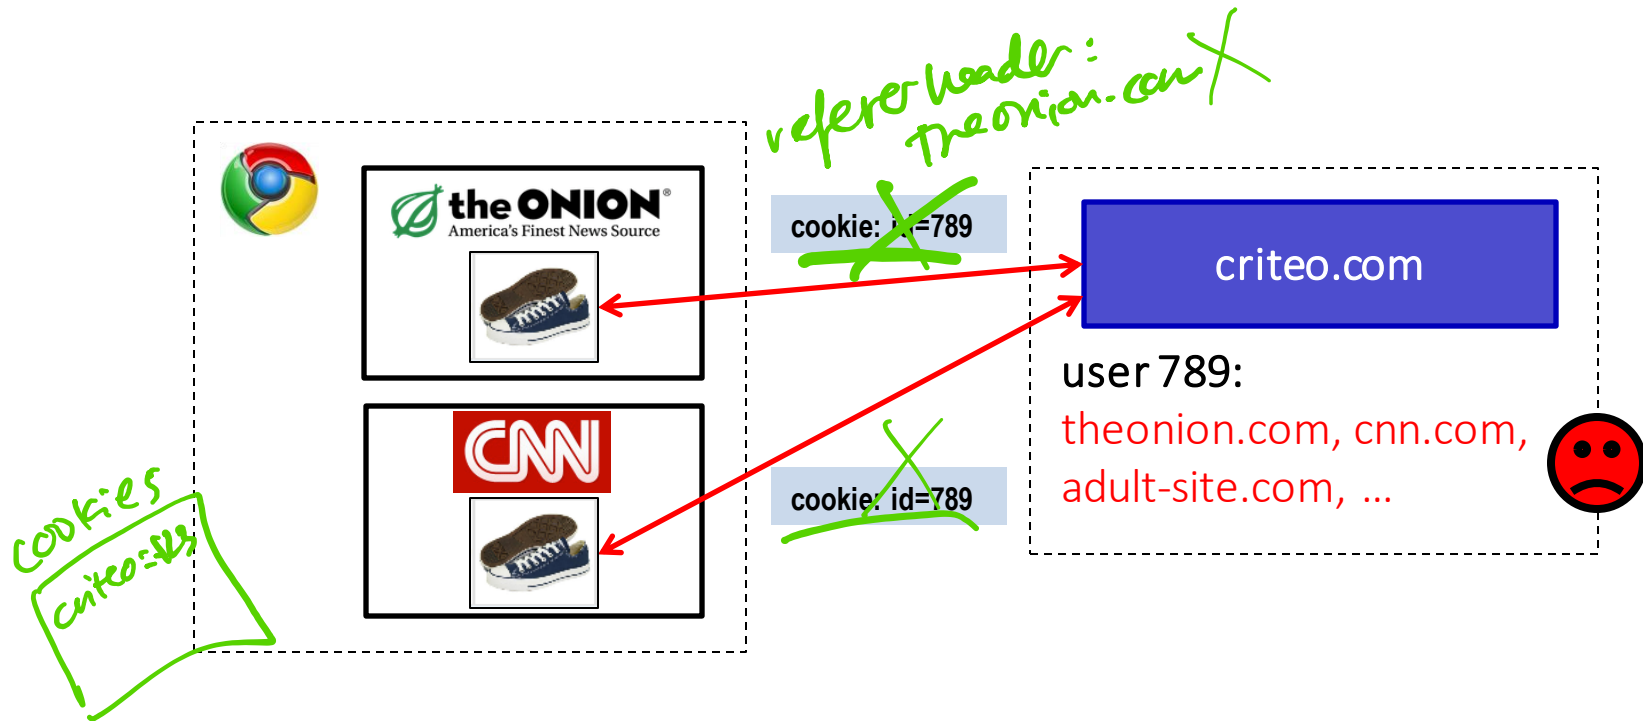 referer header:
theonion.com X
the ONION®
America's Finest News Source
cookie: id=789
criteo.com
user 789:
theonion.com, cnn.com,
adult-site.com, ...
CNN
cookie: id=789
cookies
criteo=